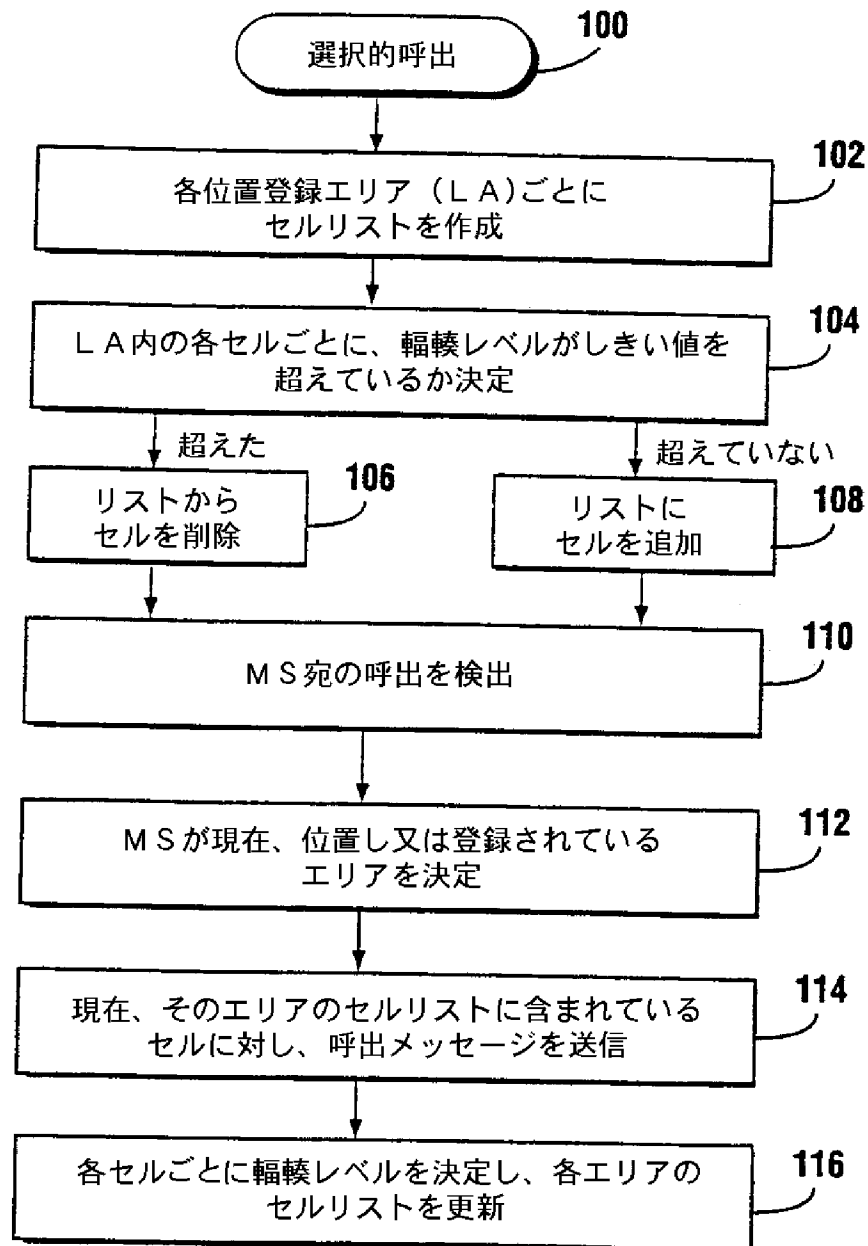 選択的呼出
100
各位置登録エリア(LA)ごとに
セルリストを作成
102
LA内の各セルごとに、輻輳レベルがしきい値を
超えているか決定
104
超えた
超えていない
リストから
セルを削除
106
リストに
セルを追加
108
MS宛の呼出を検出
110
MSが現在、位置し又は登録されている
エリアを決定
112
現在、そのエリアのセルリストに含まれている
セルに対し、呼出メッセージを送信
114
各セルごとに輻輳レベルを決定し、各エリアの
セルリストを更新
116